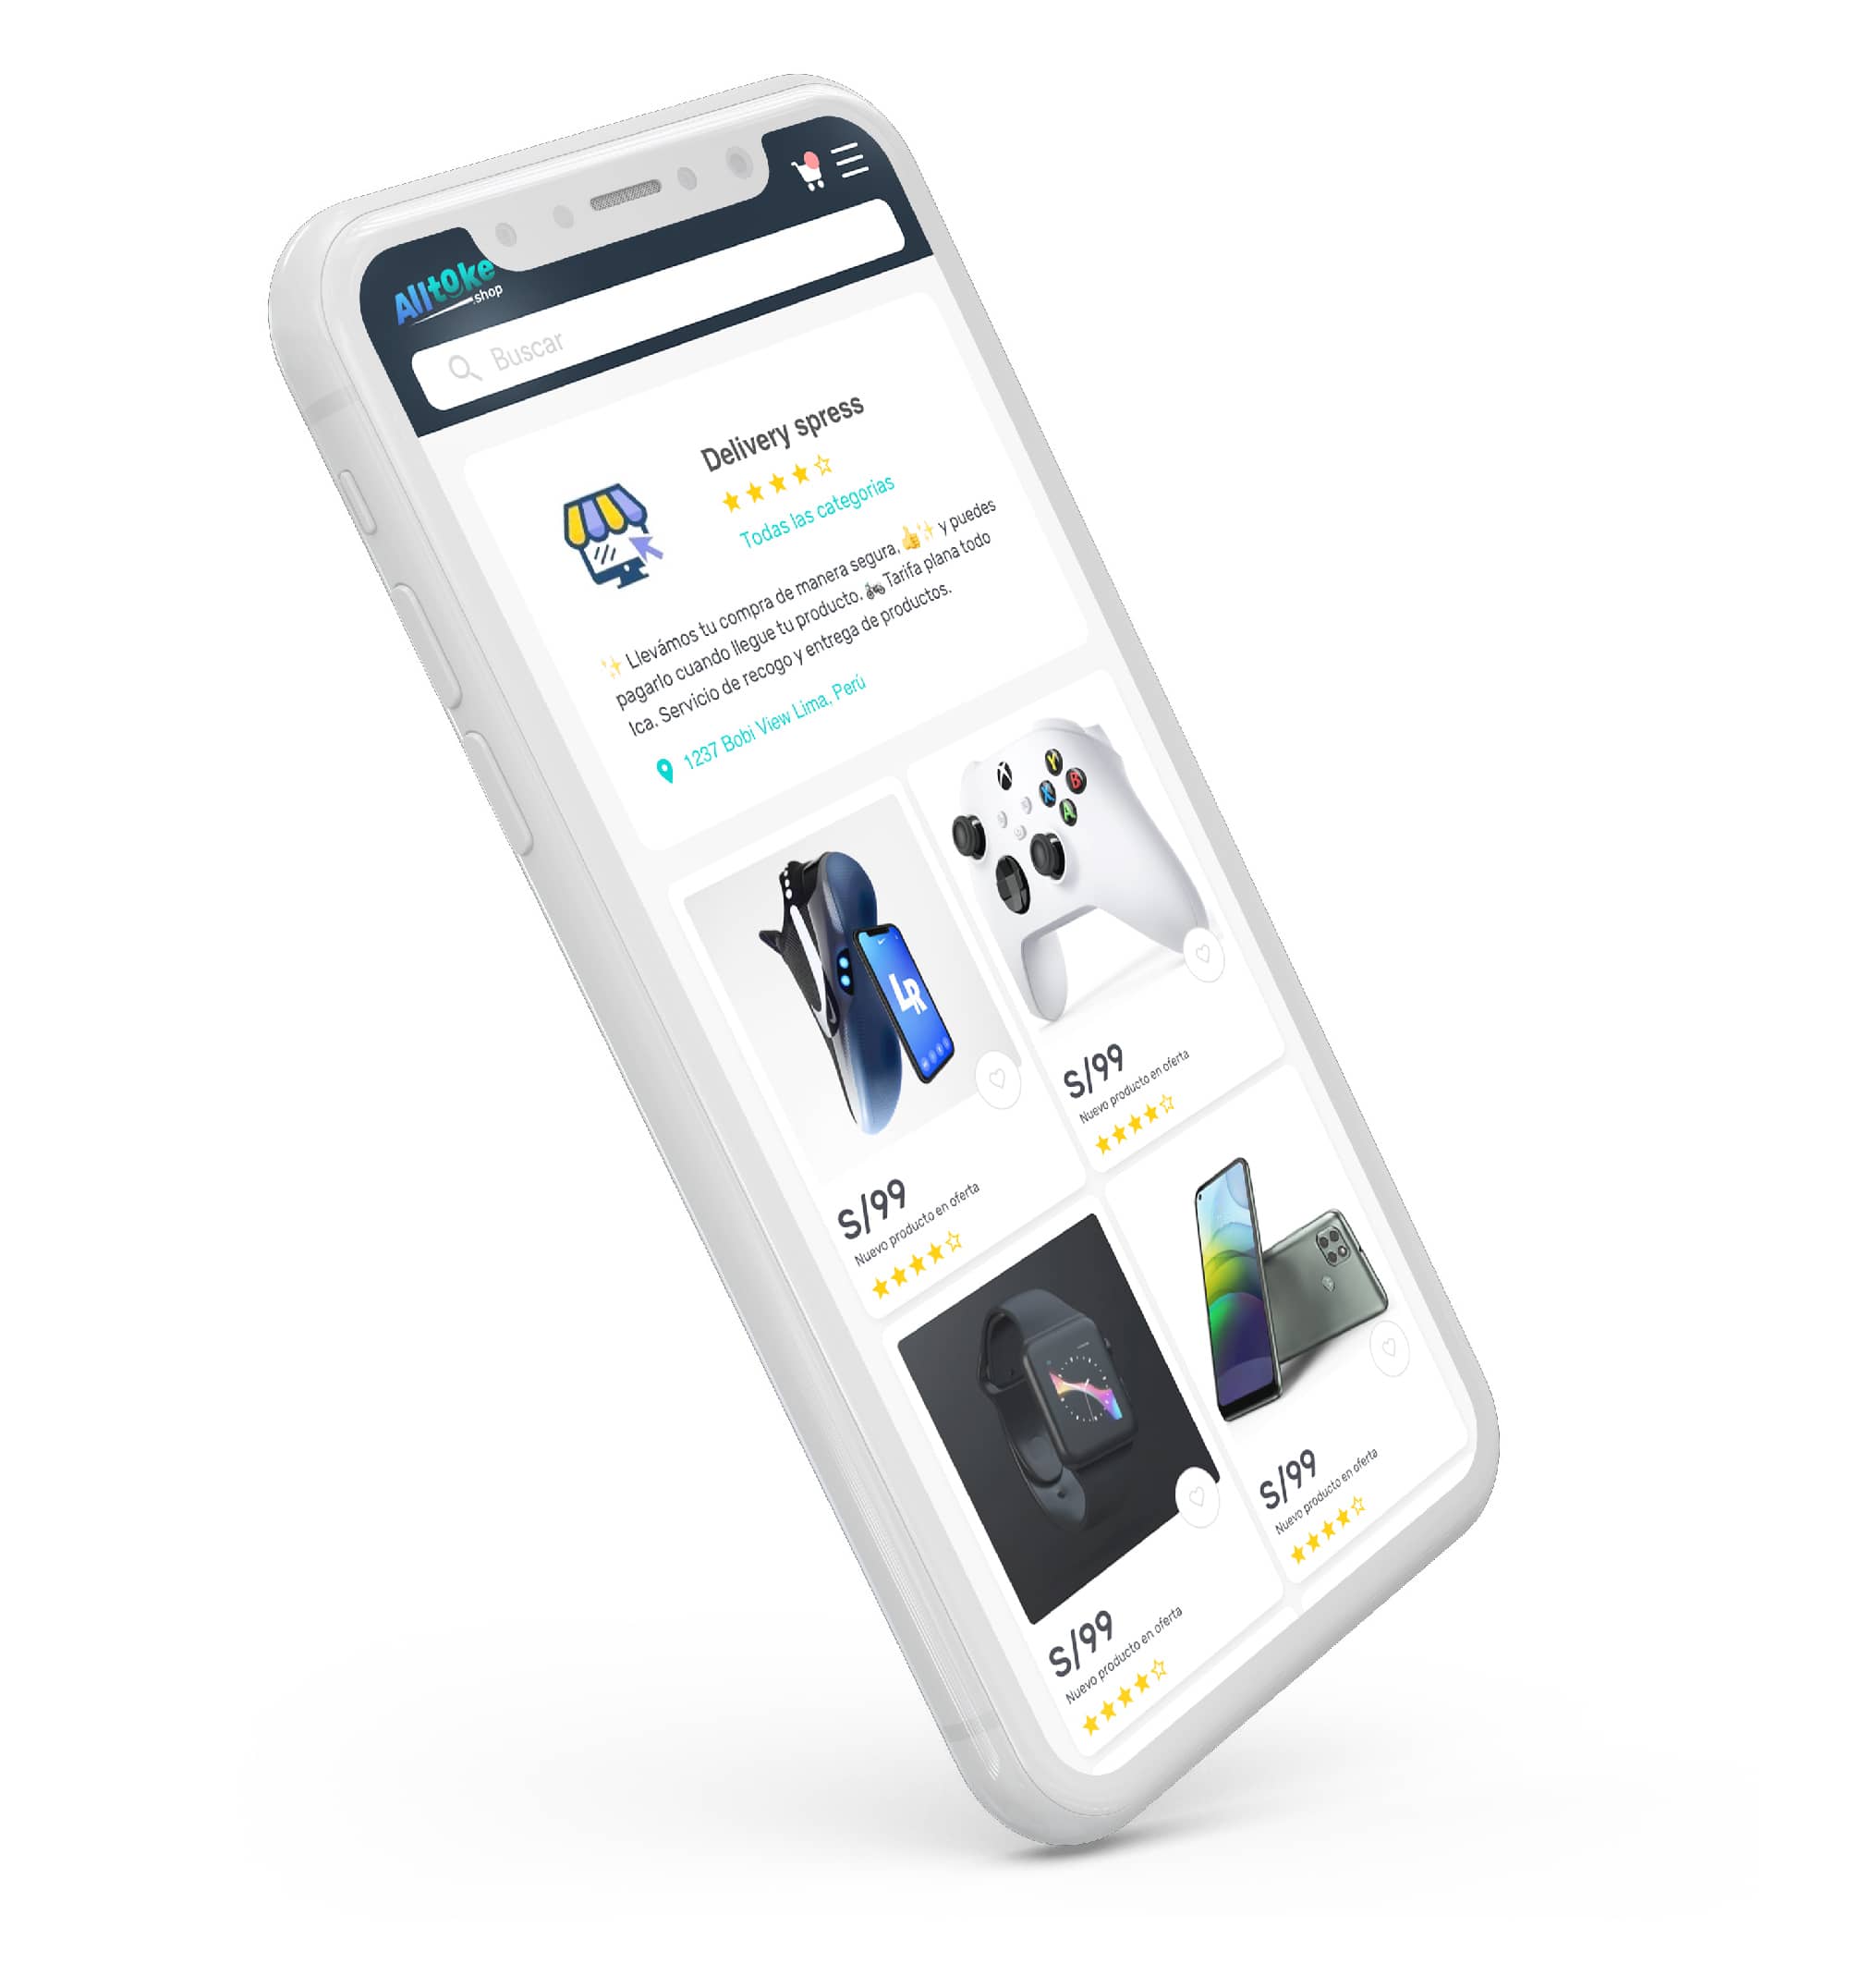 Allt0ke
.shop
Buscar
Delivery spress
Todas las categorias
✨ Llevámos tu compra de manera segura, 👍✨ y puedes
pagarlo cuando llegue tu producto. 🏍Tarifa plana todo
Ica. Servicio de recogo y entrega de productos.
1237 Bobi View Lima, Perú
LR
S/99
Nuevo producto en oferta
Y
X
B
A
S/99
Nuevo producto en oferta
S/99
Nuevo producto en oferta
S/99
Nuevo producto en oferta